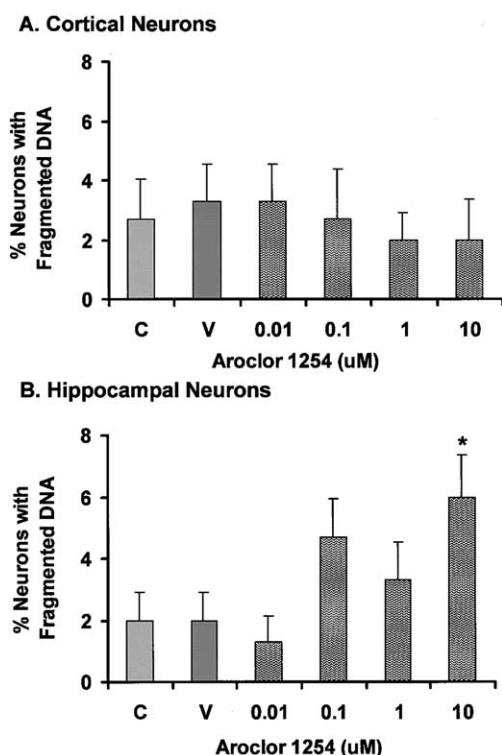 A. Cortical Neurons
% Neurons with
Fragmented DNA
8
6
4
2
0
C V 0.01 0.1 1 10
Aroclor 1254 (uM)
B. Hippocampal Neurons
% Neurons with
Fragmented DNA
8
6
4
2
0
*
C V 0.01 0.1 1 10
Aroclor 1254 (uM)